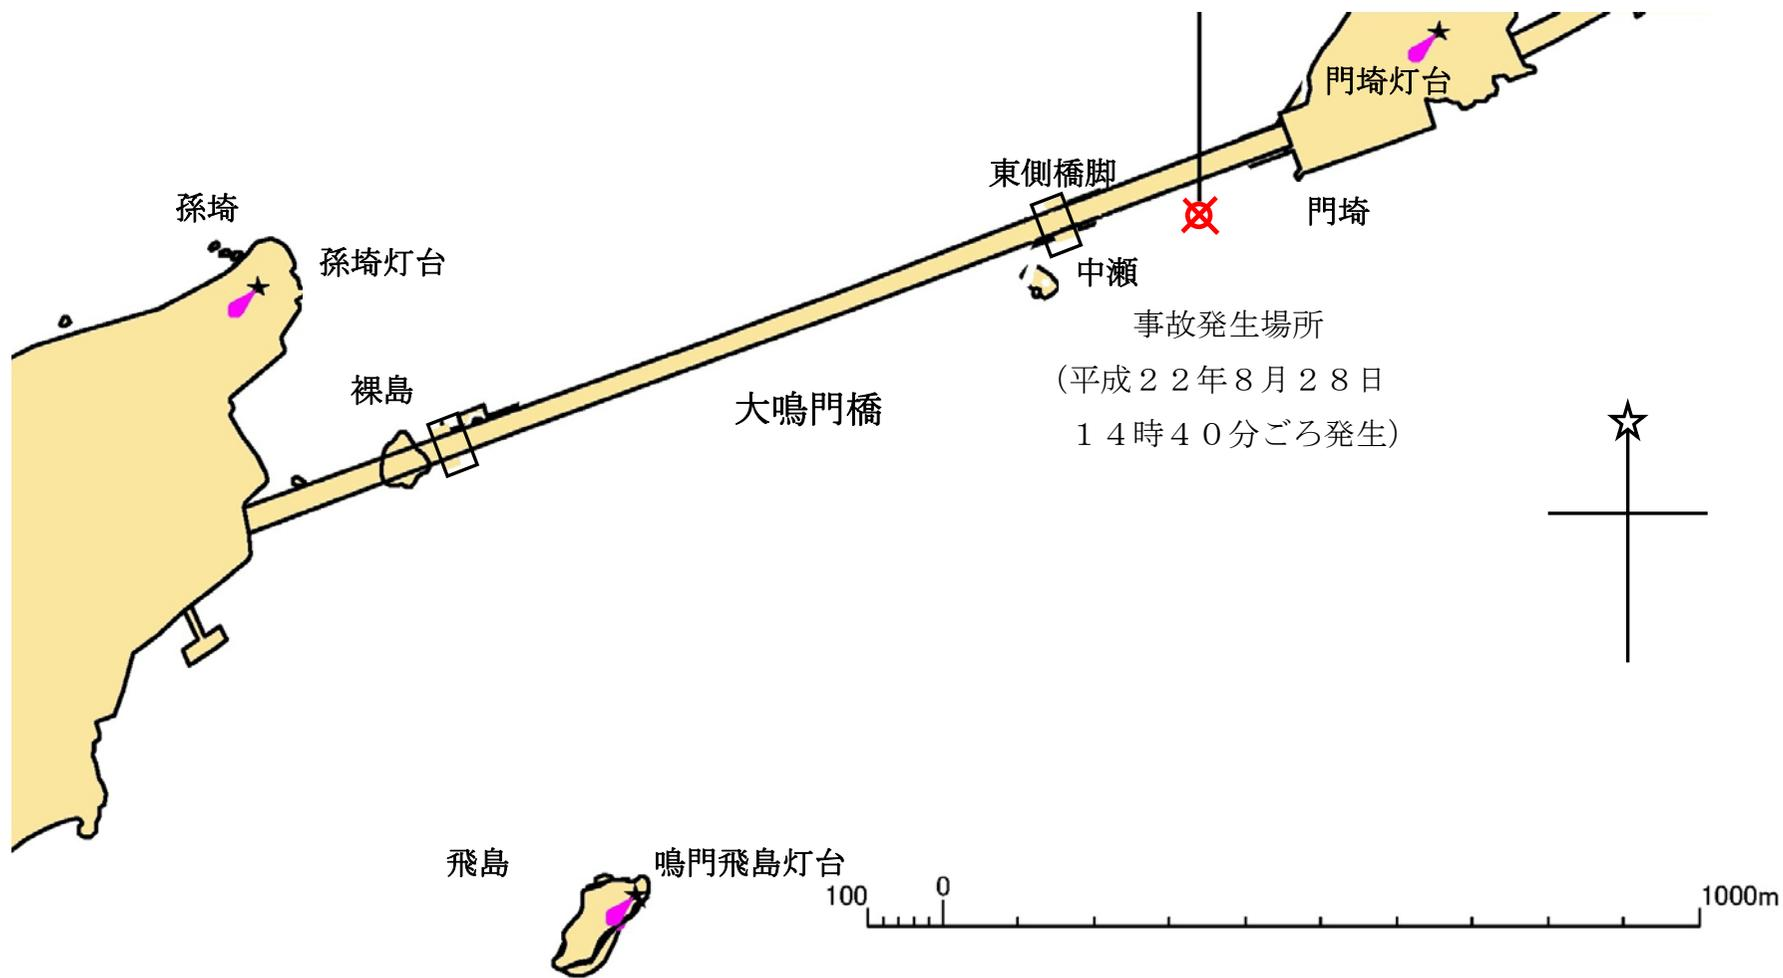 門埼灯台
東側橋脚
孫埼
門埼
孫埼灯台
中瀬
事故発生場所
（平成２２年８月２８日
１４時４０分ごろ発生）
裸島
大鳴門橋
飛島
鳴門飛島灯台
100 0 1000m